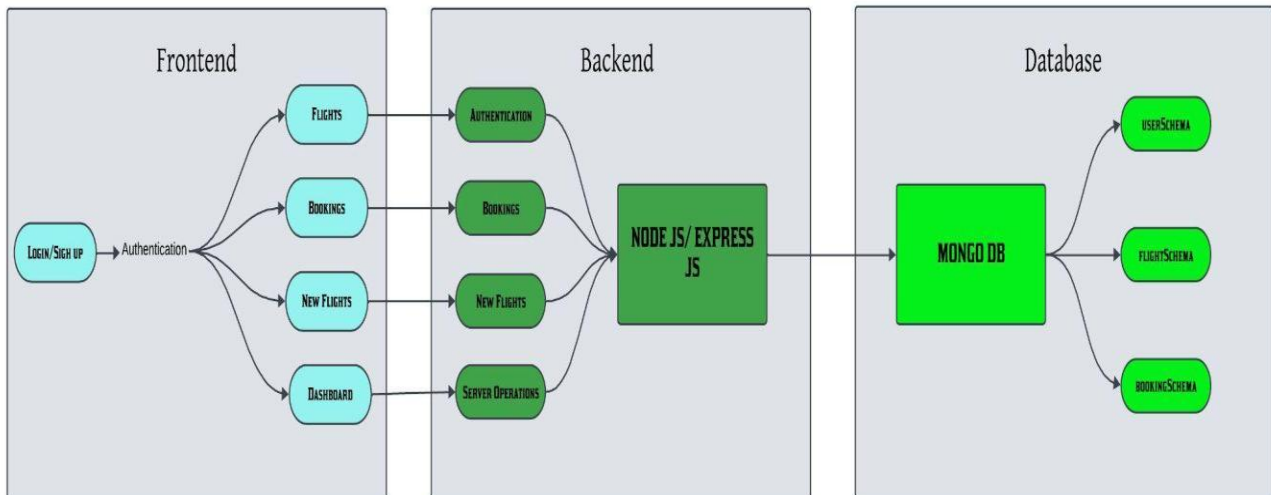 Frontend
Backend
Database
Flights
Bookings
Login/Sigh up
Authentication
New Flights
Dashboard
Authentication
Bookings
New Flights
Server Operations
NODE JS/ EXPRESS
JS
MONGO DB
userSchema
flightSchema
bookingSchema